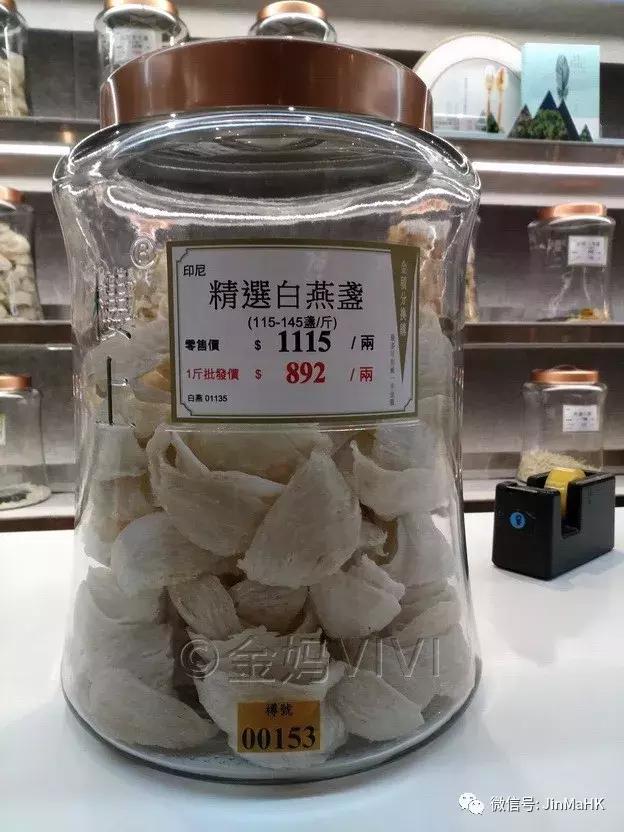 印尼
精選白燕盞
(115-145盞/斤)
零售價 $ 1115 / 兩
1斤批發價 $ 892 / 兩
白燕 01135
©金妈VIVI
樽號
00153
微信号: JinMaHK